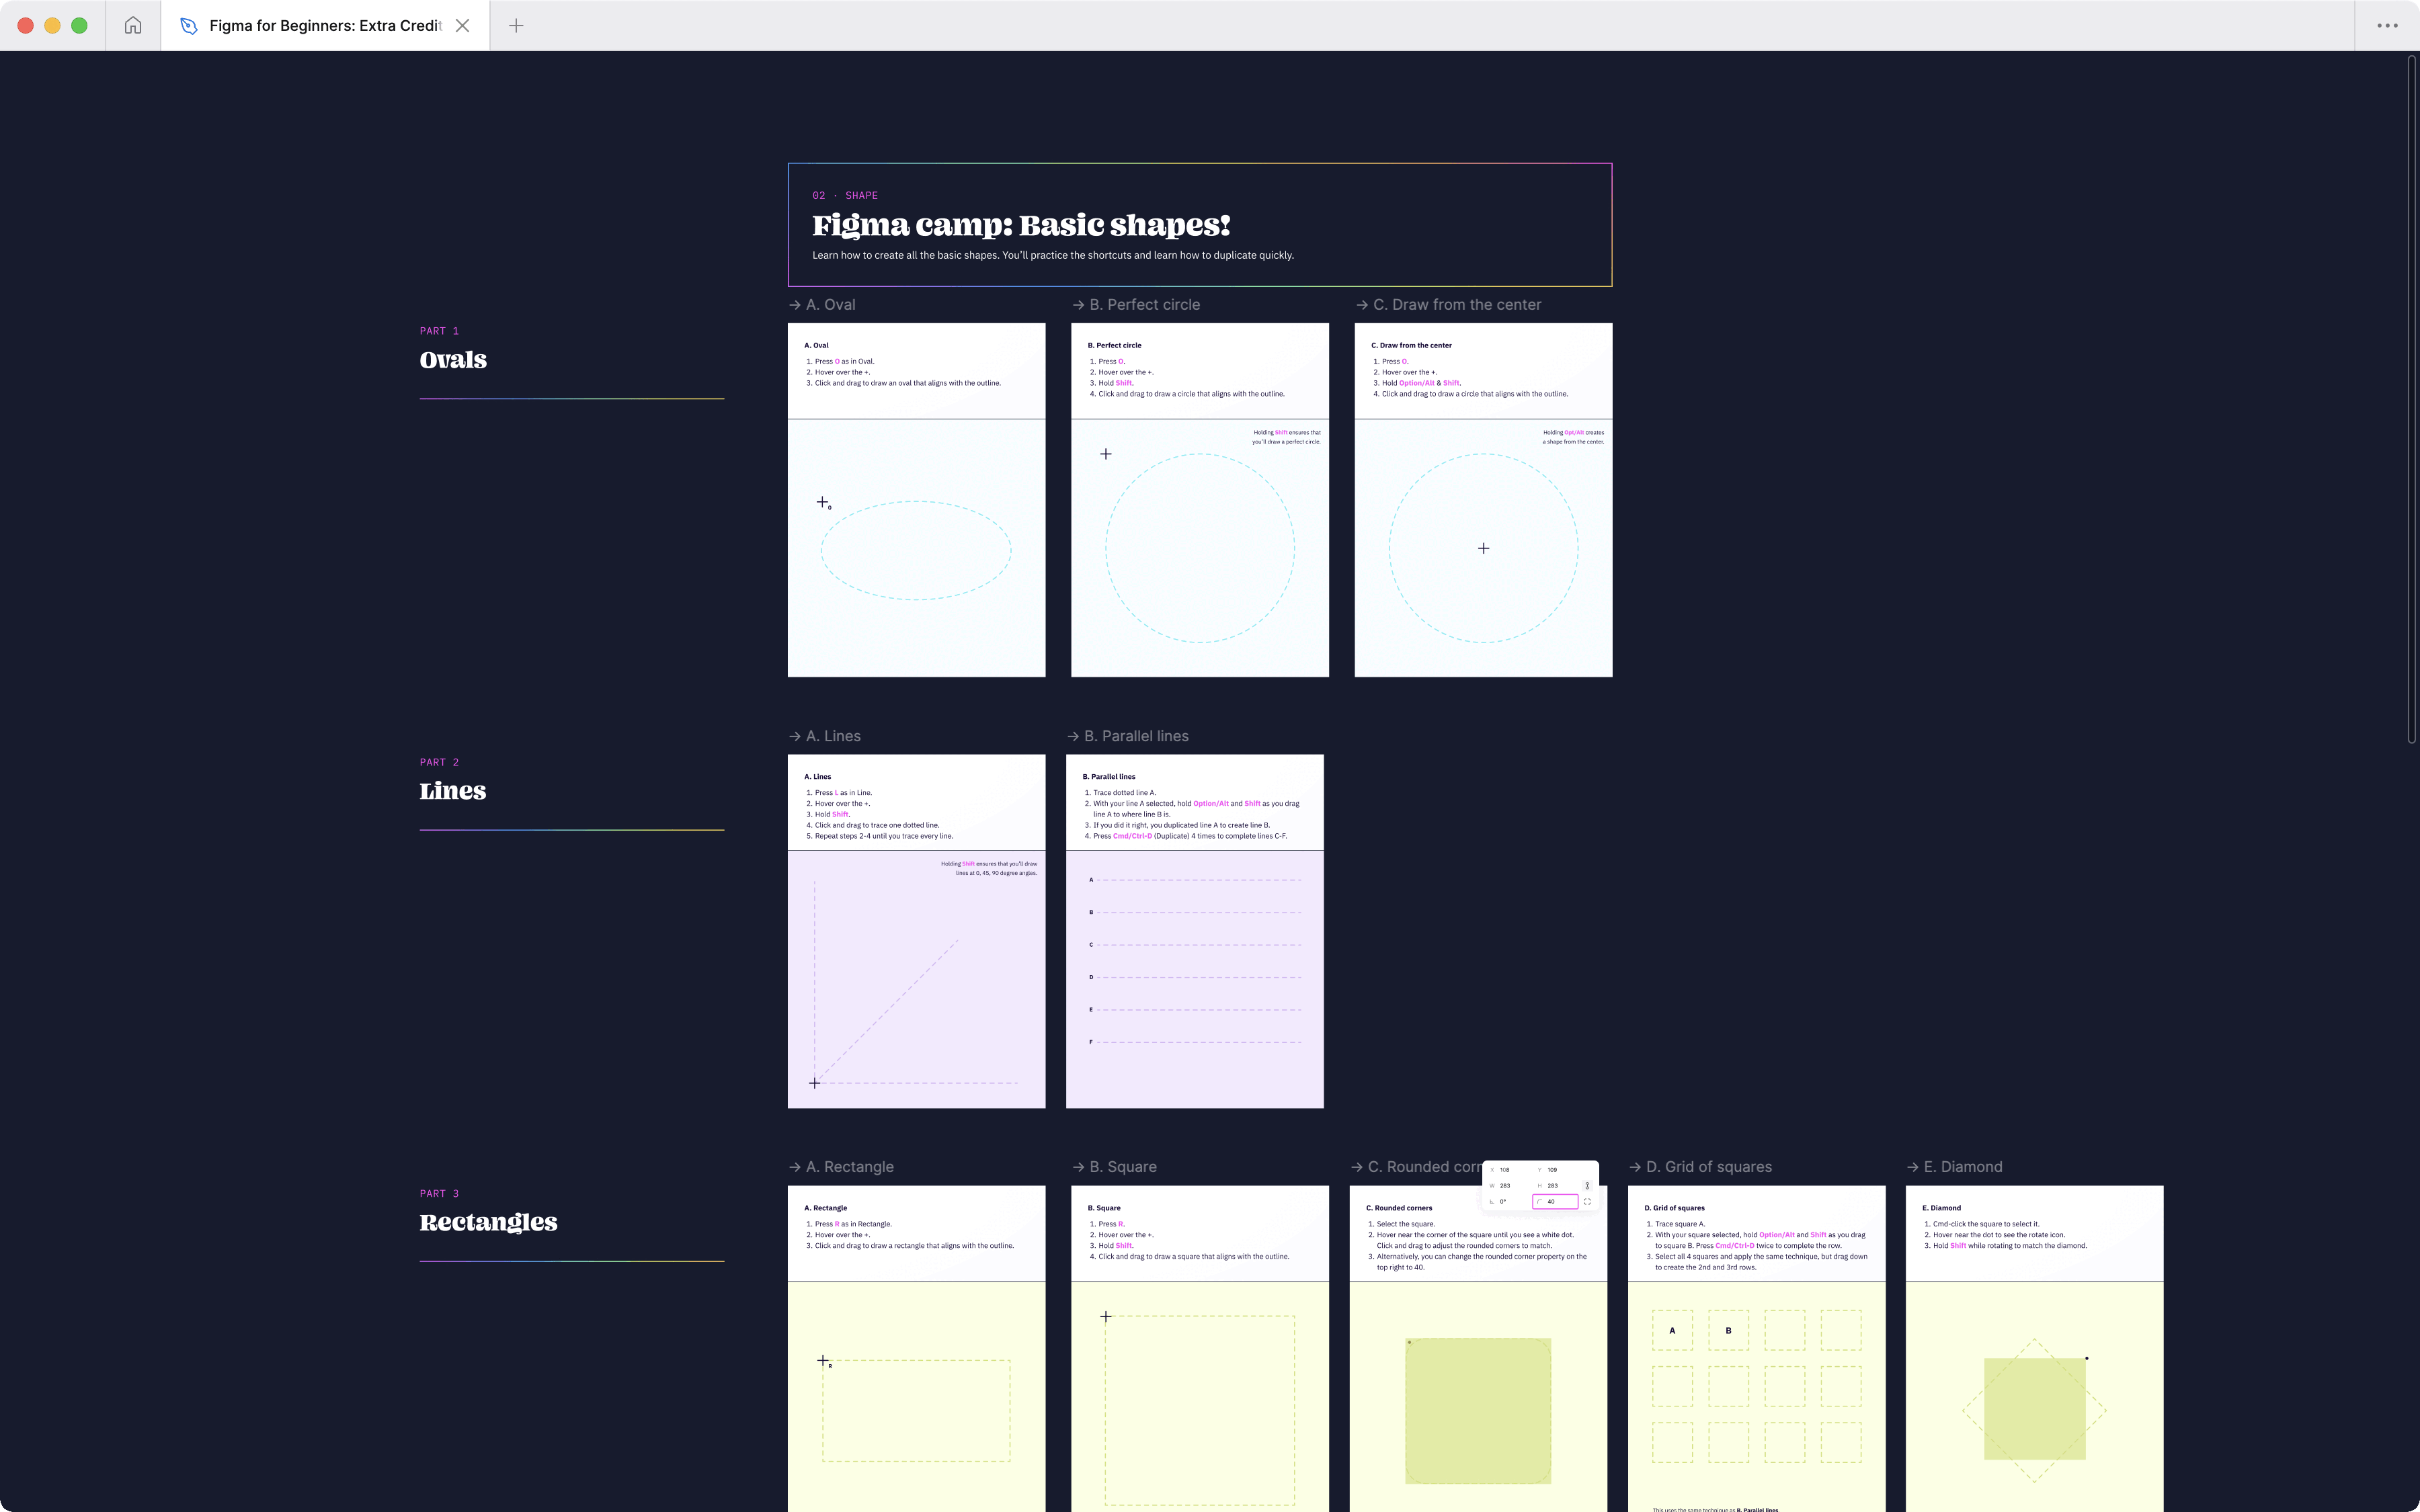 Figma for Beginners: Extra Credit
02 · SHAPE
Figma camp: Basic shapes!
Learn how to create all the basic shapes. You'll practice the shortcuts and learn how to duplicate quickly.
PART 1
Ovals
→ A. Oval
A. Oval
1. Press O as in Oval.
2. Hover over the +.
3. Click and drag to draw an oval that aligns with the outline.
O
→ B. Perfect circle
B. Perfect circle
1. Press O.
2. Hover over the +.
3. Hold Shift.
4. Click and drag to draw a circle that aligns with the outline.
Holding Shift ensures that
you'll draw a perfect circle.
→ C. Draw from the center
C. Draw from the center
1. Press O.
2. Hover over the +.
3. Hold Option/Alt & Shift.
4. Click and drag to draw a circle that aligns with the outline.
Holding Opt/Alt creates
a shape from the center.
PART 2
Lines
→ A. Lines
A. Lines
1. Press L as in Line.
2. Hover over the +.
3. Hold Shift.
4. Click and drag to trace one dotted line.
5. Repeat steps 2-4 until you trace every line.
Holding Shift ensures that you'll draw
lines at 0, 45, 90 degree angles.
→ B. Parallel lines
B. Parallel lines
1. Trace dotted line A.
2. With your line A selected, hold Option/Alt and Shift as you drag
line A to where line B is.
3. If you did it right, you duplicated line A to create line B.
4. Press Cmd/Ctrl-D (Duplicate) 4 times to complete lines C-F.
A
B
C
D
E
F
PART 3
Rectangles
→ A. Rectangle
A. Rectangle
1. Press R as in Rectangle.
2. Hover over the +.
3. Click and drag to draw a rectangle that aligns with the outline.
R
→ B. Square
B. Square
1. Press R.
2. Hover over the +.
3. Hold Shift.
4. Click and drag to draw a square that aligns with the outline.
→ C. Rounded corn
X 108 Y 109
W 283 H 283
0° 40
C. Rounded corners
1. Select the square.
2. Hover near the corner of the square until you see a white dot.
Click and drag to adjust the rounded corners to match.
3. Alternatively, you can change the rounded corner property on the
top right to 40.
→ D. Grid of squares
D. Grid of squares
1. Trace square A.
2. With your square selected, hold Option/Alt and Shift as you drag
to square B. Press Cmd/Ctrl-D twice to complete the row.
3. Select all 4 squares and apply the same technique, but drag down
to create the 2nd and 3rd rows.
A B
This uses the same technique as B. Parallel lines
→ E. Diamond
E. Diamond
1. Cmd-click the square to select it.
2. Hover near the dot to see the rotate icon.
3. Hold Shift while rotating to match the diamond.